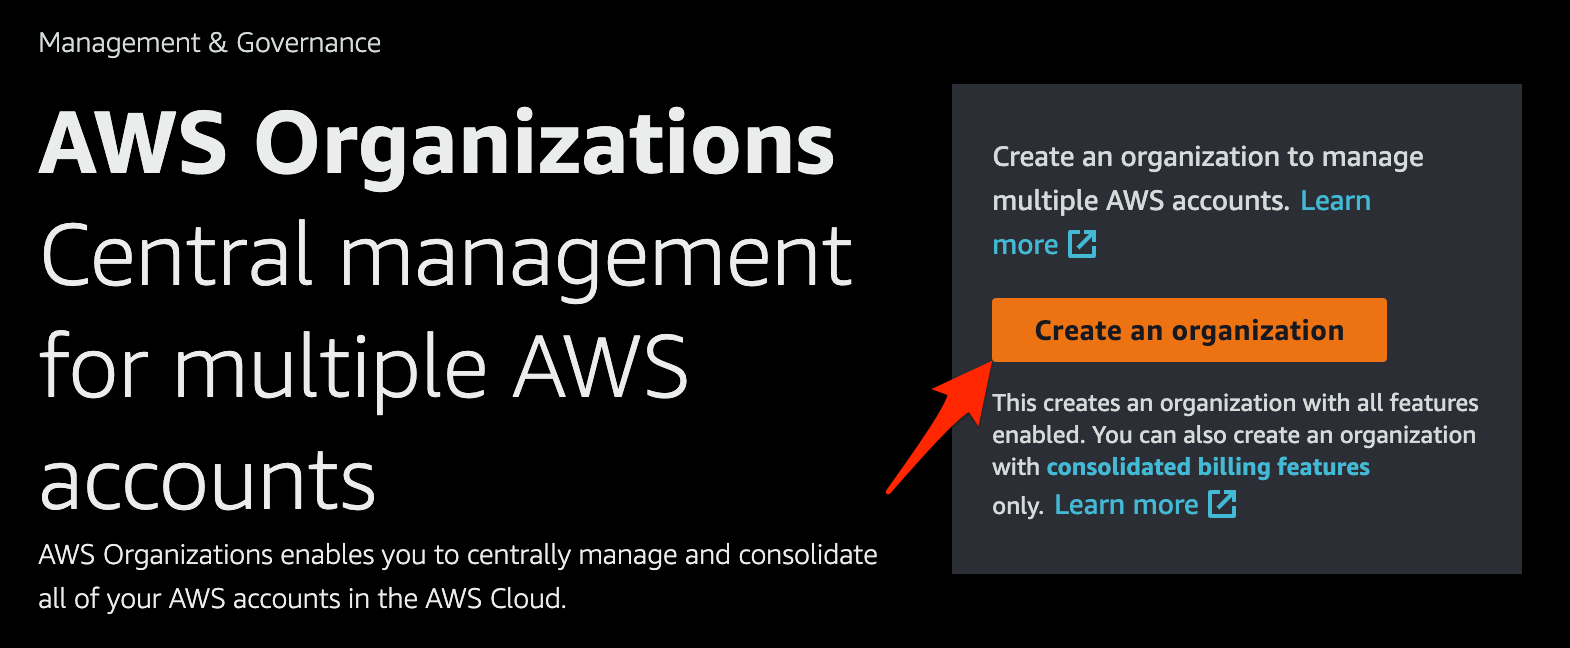 Management & Governance
AWS Organizations
Central management
for multiple AWS
accounts
AWS Organizations enables you to centrally manage and consolidate
all of your AWS accounts in the AWS Cloud.
Create an organization to manage
multiple AWS accounts. Learn
more
Create an organization
This creates an organization with all features
enabled. You can also create an organization
with consolidated billing features
only. Learn more